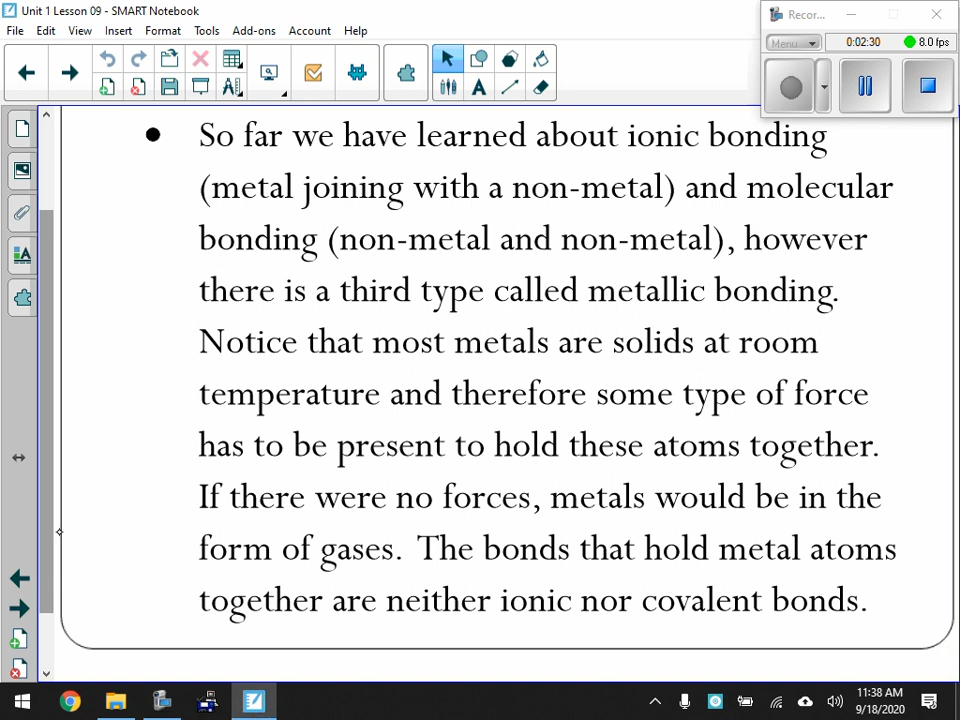 Unit 1 Lesson 09 - SMART Notebook
Recor...
File Edit View Insert Format Tools Add-ons Account Help
Menu 0:02:30 8.0 fps
• So far we have learned about ionic bonding
(metal joining with a non-metal) and molecular
bonding (non-metal and non-metal), however
there is a third type called metallic bonding.
Notice that most metals are solids at room
temperature and therefore some type of force
has to be present to hold these atoms together.
If there were no forces, metals would be in the
form of gases. The bonds that hold metal atoms
together are neither ionic nor covalent bonds.
11:38 AM
9/18/2020